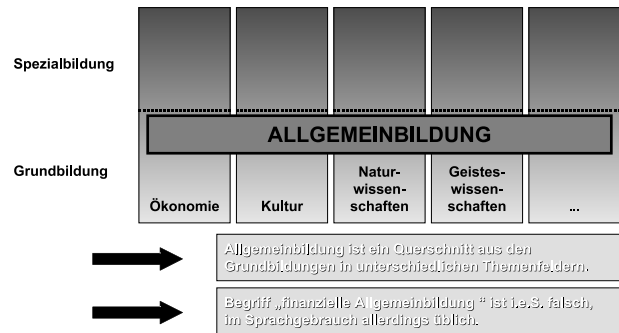 Spezialbildung
ALLGEMEINBILDUNG
Grundbildung
Ökonomie
Kultur
Natur-
wissen-
schaften
Geistes-
wissen-
schaften
...
Allgemeinbildung ist ein Querschnitt aus den
Grundbildungen in unterschiedlichen Themenfeldern.
Begriff „finanzielle Allgemeinbildung “ ist i.e.S. falsch,
im Sprachgebrauch allerdings üblich.